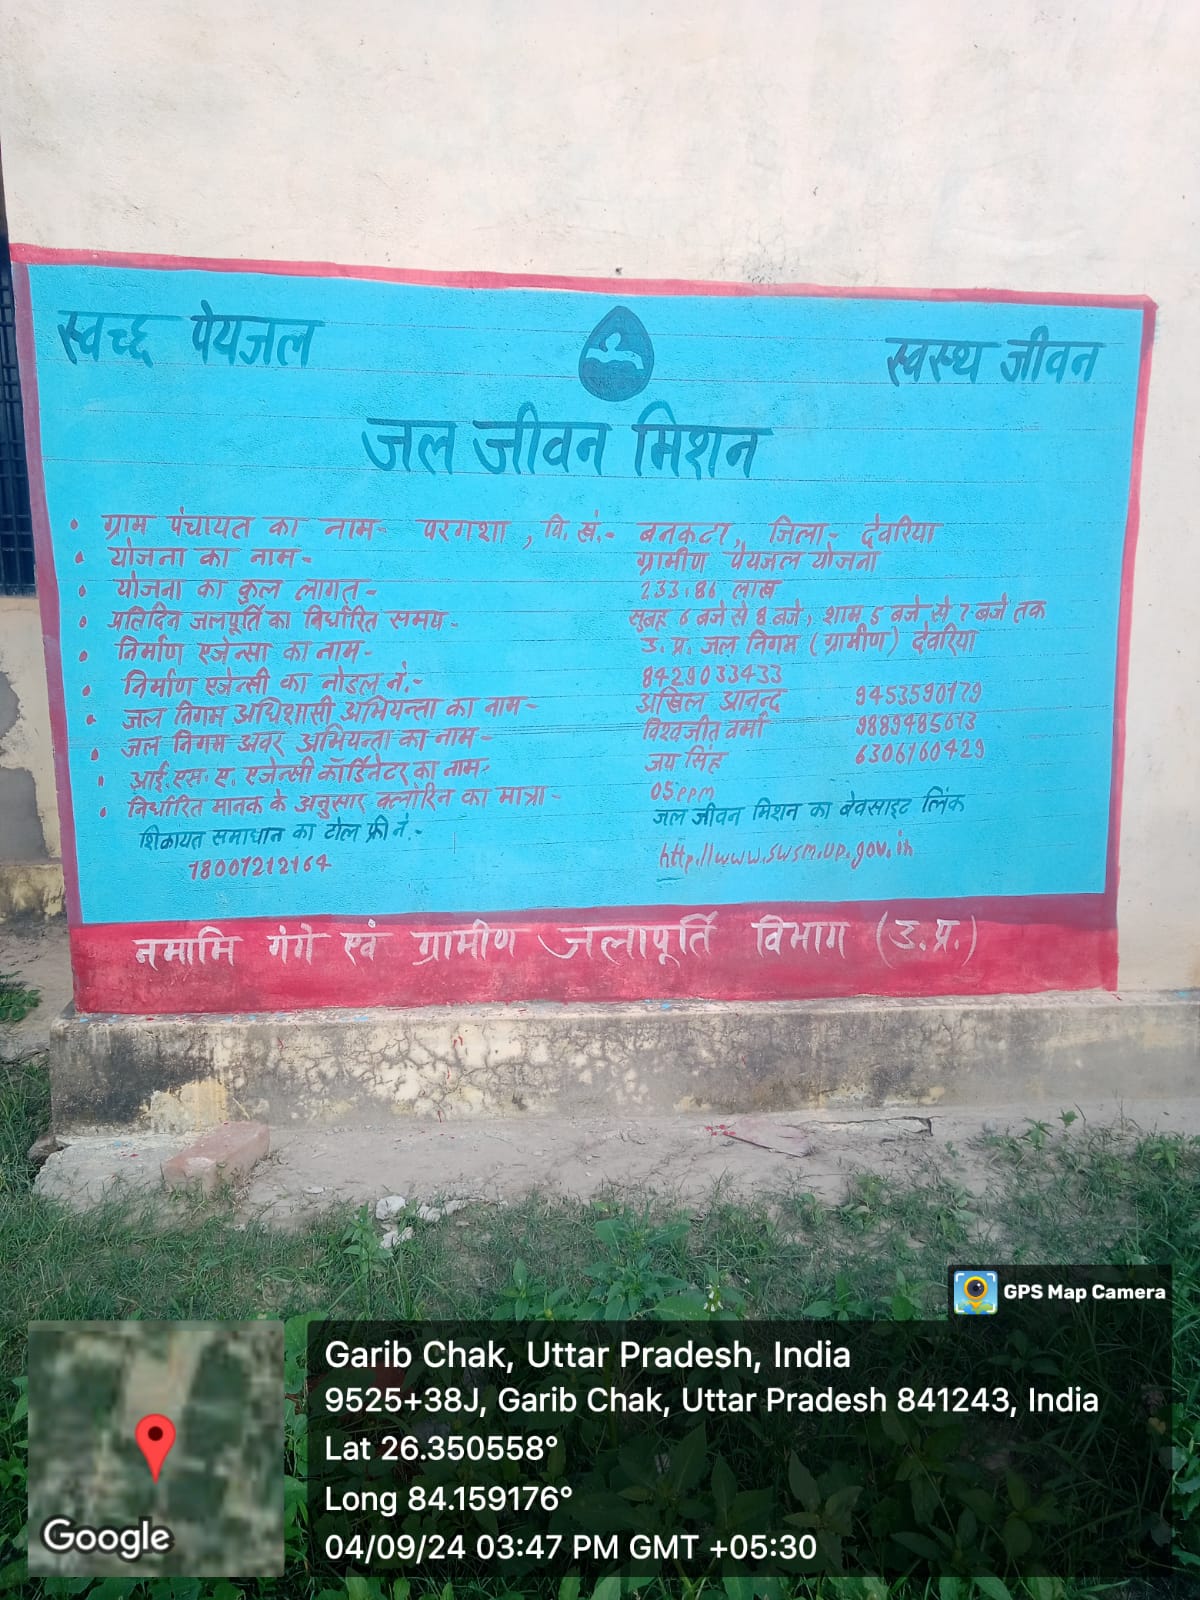 स्वच्छ पेयजल
स्वस्थ जीवन
जल जीवन मिशन
• ग्राम पंचायत का नाम- परगशा, वि. खं.- बनकटा, जिला- देवरिया
• योजना का नाम- ग्रामीण पेयजल योजना
• योजना का कुल लागत- 233.86 लाख
• प्रतिदिन जलपूर्ति का निर्धारित समय- सुबह 6 बजे से 8 बजे, शाम 5 बजे से 7 बजे तक
• निर्माण एजेन्सा का नाम- उ. प्र. जल निगम (ग्रामीण) देवरिया
• निर्माण एजेन्सी का नोडल नं.- 8429033433
• जल निगम अधिशासी अभियन्ता का नाम- अखिल आनन्द 9453590179
• जल निगम अवर अभियन्ता का नाम- विश्वजीत वर्मा 9889485613
• आई. एस. ए. एजेन्सी कॉर्डिनेटर का नाम- जय सिंह 6306160429
• निर्धारित मानक के अनुसार क्लोरिन का मात्रा- 05 ppm
शिकायत समाधान का टोल फ्री नं.- जल जीवन मिशन का बेवसाइट लिंक
18001212164 http://www.swsm.up.gov.in
नमामि गंगे एवं ग्रामीण जलापूर्ति विभाग (उ.प्र.)
GPS Map Camera
Garib Chak, Uttar Pradesh, India
9525+38J, Garib Chak, Uttar Pradesh 841243, India
Lat 26.350558°
Long 84.159176°
04/09/24 03:47 PM GMT +05:30
Google